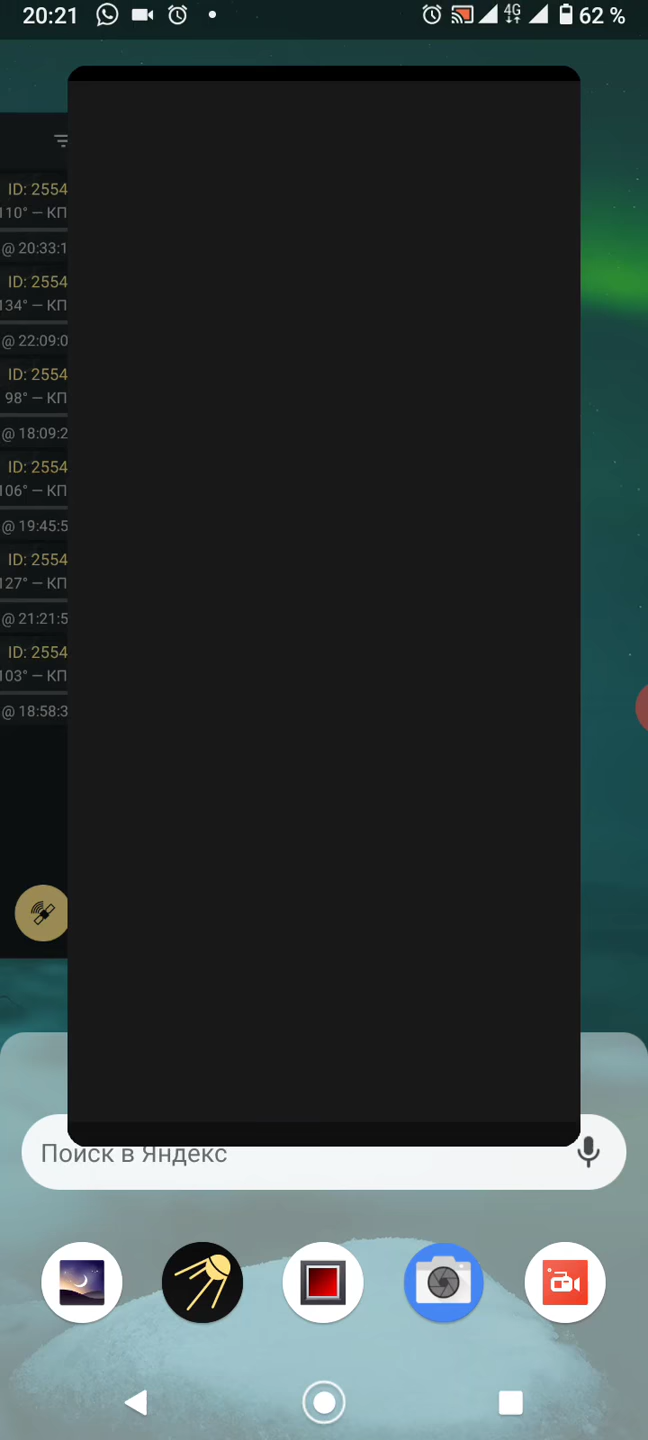 20:21
4G
62 %
ID: 2554
110° — КП
@ 20:33:1
ID: 2554
134° — КП
@ 22:09:0
ID: 2554
98° — КП
@ 18:09:2
ID: 2554
106° — КП
@ 19:45:5
ID: 2554
127° — КП
@ 21:21:5
ID: 2554
103° — КП
@ 18:58:3
Поиск в Яндекс